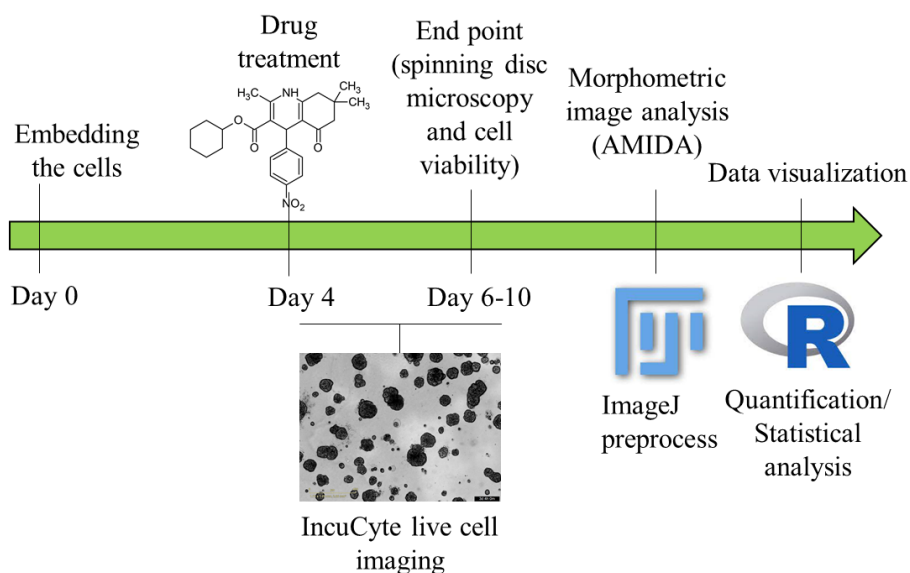 Drug
treatment
End point
(spinning disc
microscopy
and cell
viability)
Morphometric
image analysis
(AMIDA)
Embedding
the cells
Data visualization
H₃C
NH
CH₃
CH₃
O
O
O
NO₂
Day 0
Day 4
Day 6-10
R
ImageJ
preprocess
Quantification/
Statistical
analysis
IncuCyte live cell
imaging